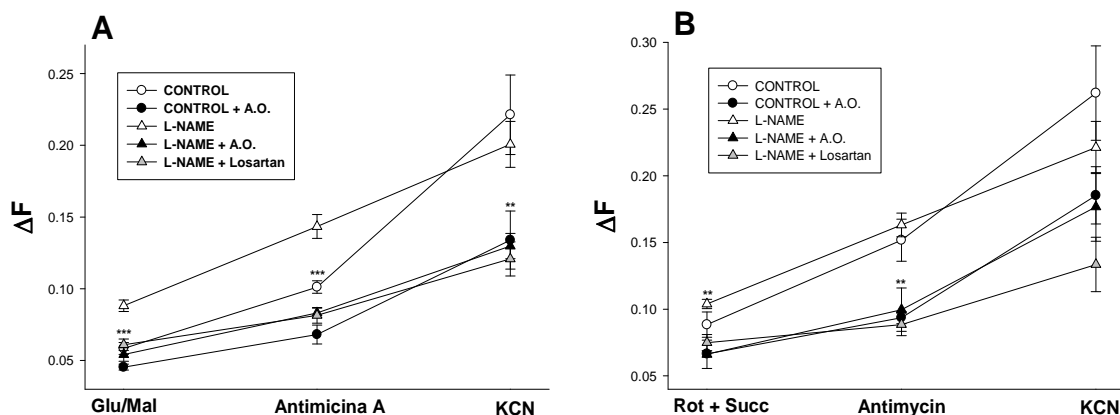 A
ΔF
0.25
0.20
0.15
0.10
0.05
CONTROL
CONTROL + A.O.
L-NAME
L-NAME + A.O.
L-NAME + Losartan
***
***
**
Glu/Mal
Antimicina A
KCN
B
ΔF
0.30
0.25
0.20
0.15
0.10
0.05
CONTROL
CONTROL + A.O.
L-NAME
L-NAME + A.O.
L-NAME + Losartan
**
**
Rot + Succ
Antimycin
KCN